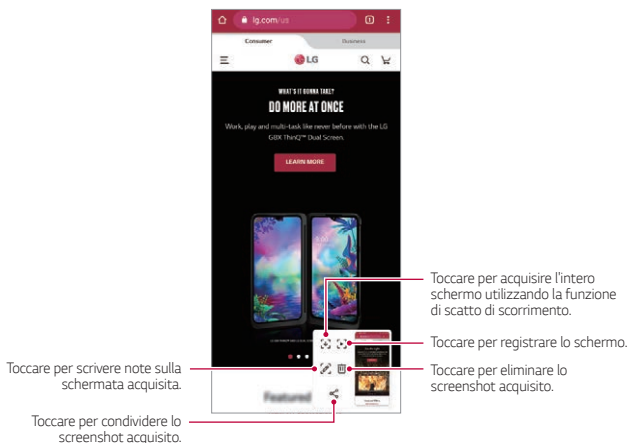 lg.com/us
Consumer
Business
LG
WHAT'S IT GONNA TAKE?
DO MORE AT ONCE
Work, play and multi-task like never before with the LG
G8X ThinQ™ Dual Screen.
LEARN MORE
Toccare per acquisire l'intero
schermo utilizzando la funzione
di scatto di scorrimento.
Toccare per registrare lo schermo.
Toccare per scrivere note sulla
schermata acquisita.
Toccare per eliminare lo
screenshot acquisito.
Featured
Toccare per condividere lo
screenshot acquisito.